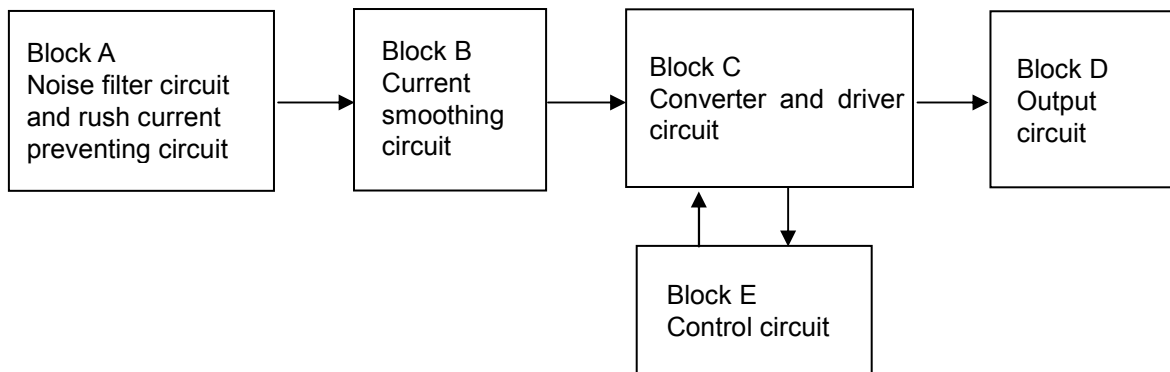 Block A
Noise filter circuit
and rush current
preventing circuit
Block B
Current
smoothing
circuit
Block C
Converter and driver
circuit
Block D
Output
circuit
Block E
Control circuit